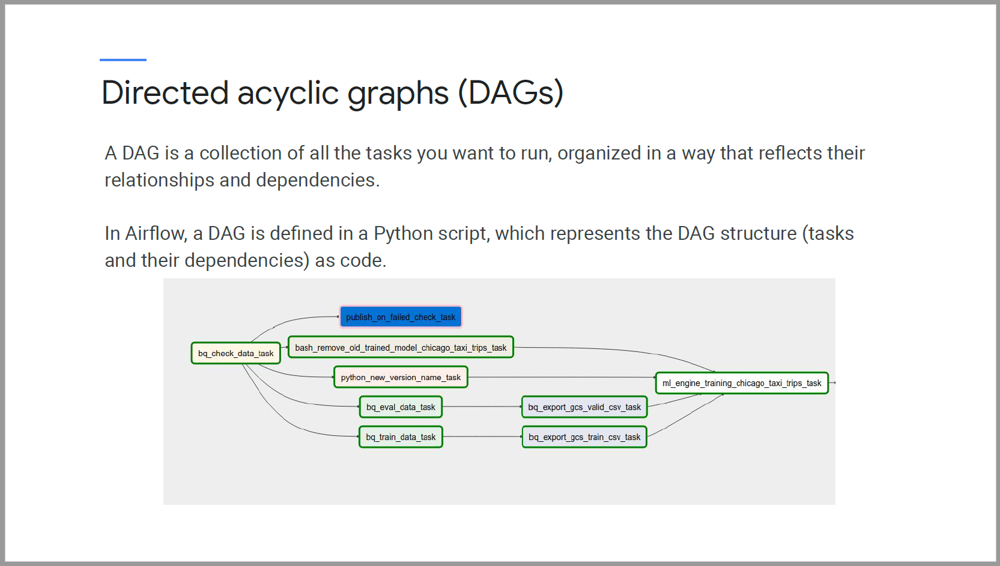 Directed acyclic graphs (DAGs)
A DAG is a collection of all the tasks you want to run, organized in a way that reflects their
relationships and dependencies.
In Airflow, a DAG is defined in a Python script, which represents the DAG structure (tasks
and their dependencies) as code.
publish_on_failed_check_task
bq_check_data_task
bash_remove_old_trained_model_chicago_taxi_trips_task
python_new_version_name_task
ml_engine_training_chicago_taxi_trips_task
bq_eval_data_task
bq_export_gcs_valid_csv_task
bq_train_data_task
bq_export_gcs_train_csv_task